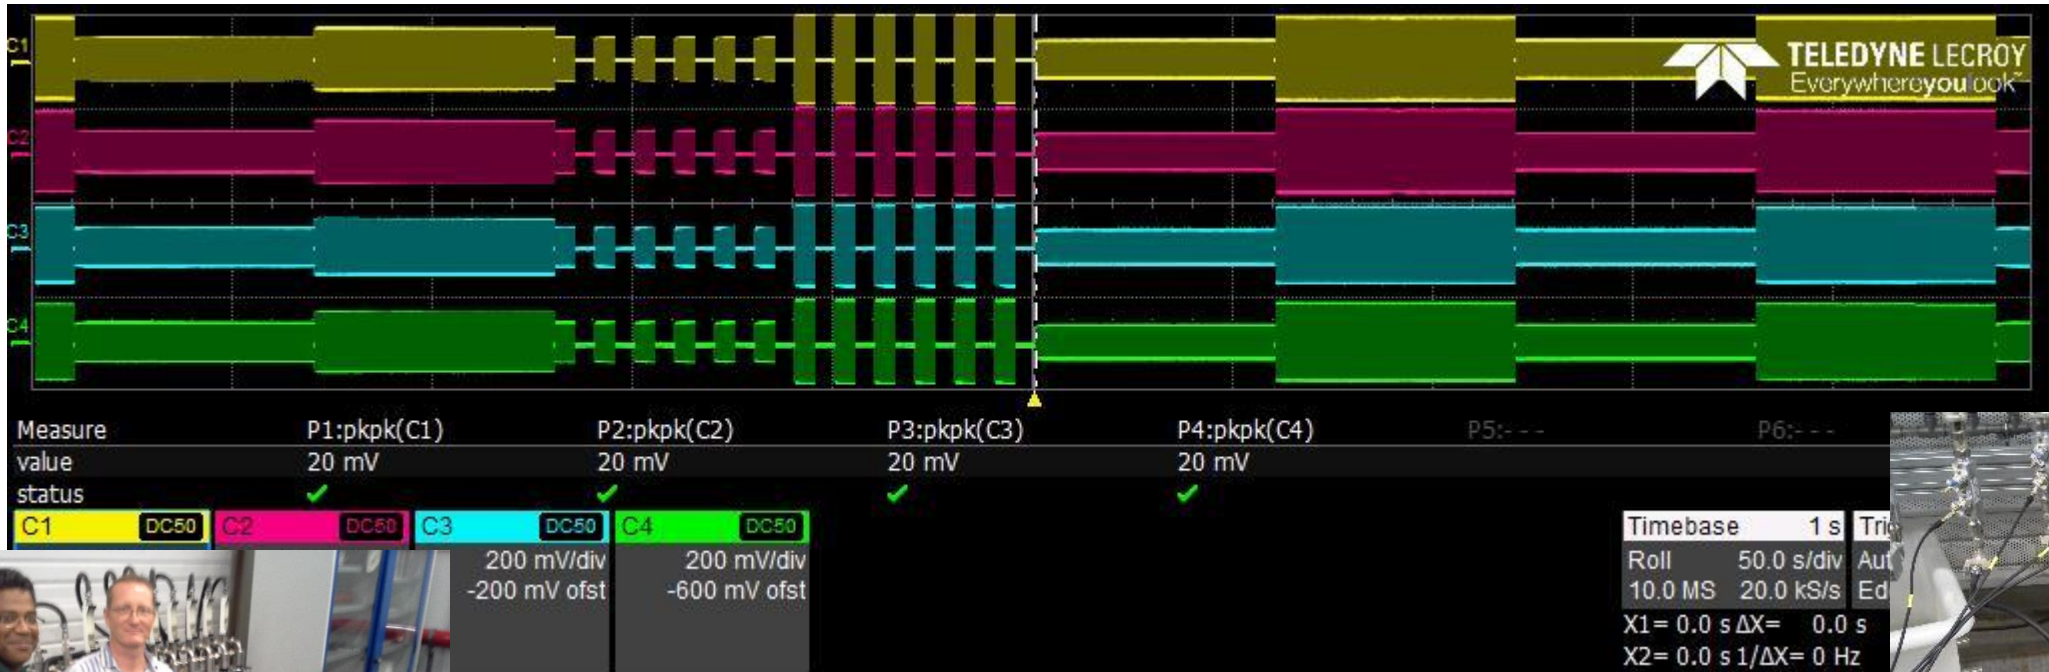 C1
TELEDYNE LECROY
Everywhereyoulook™
C2
C3
C4
Measure P1:pkpk(C1) P2:pkpk(C2) P3:pkpk(C3) P4:pkpk(C4) P5:--- P6:---
value 20 mV 20 mV 20 mV 20 mV
status
C1 DC50 C2 DC50 C3 DC50 C4 DC50
Timebase 1 s
200 mV/div 200 mV/div
Roll 50.0 s/div Aut
-200 mV ofst -600 mV ofst
10.0 MS 20.0 kS/s Ed
X1= 0.0 s ΔX= 0.0 s
X2= 0.0 s 1/ΔX= 0 Hz